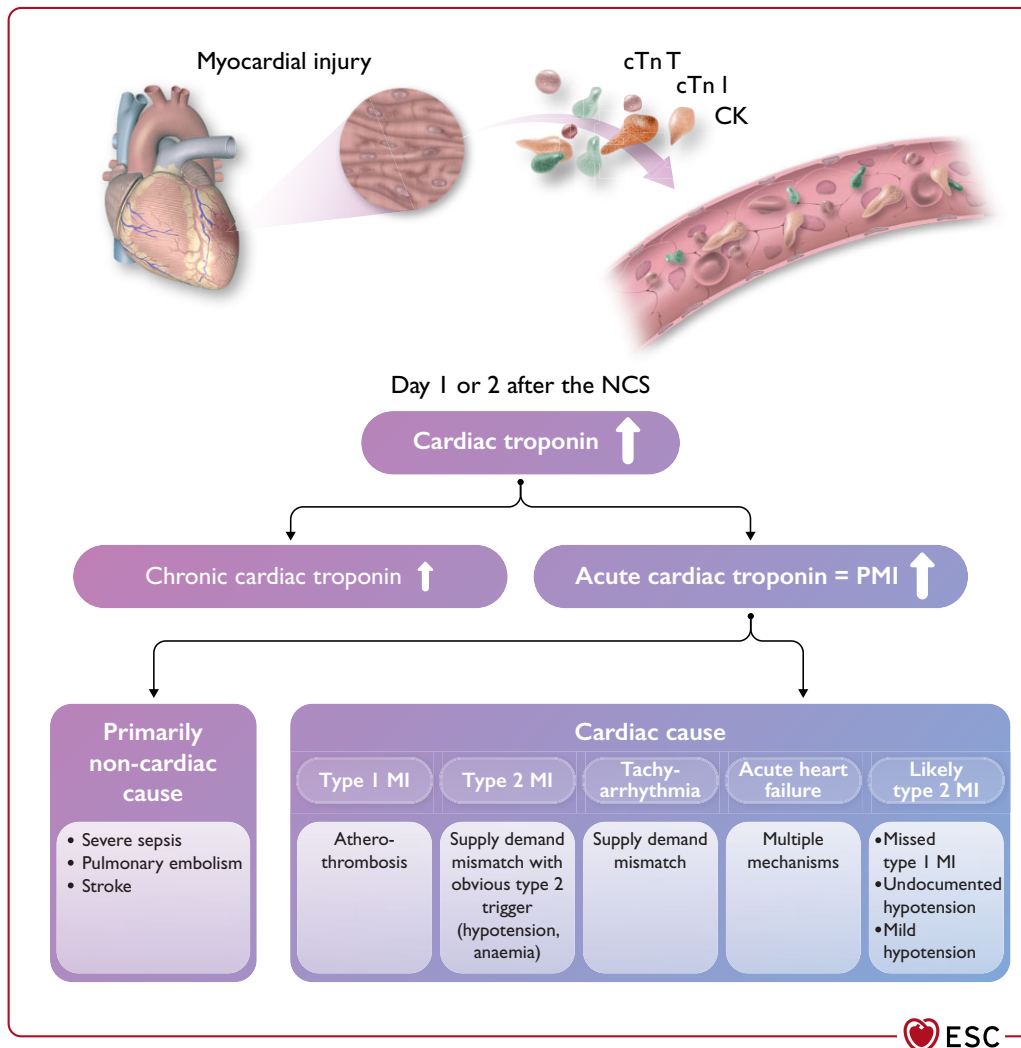 Myocardial injury
cTn T
cTn I
CK
Day 1 or 2 after the NCS
Cardiac troponin
Chronic cardiac troponin
Acute cardiac troponin = PMI
Primarily
non-cardiac
cause
• Severe sepsis
• Pulmonary embolism
• Stroke
Cardiac cause
Type 1 MI
Athero-
thrombosis
Type 2 MI
Supply demand
mismatch with
obvious type 2
trigger
(hypotension,
anaemia)
Tachy-
arrhythmia
Supply demand
mismatch
Acute heart
failure
Multiple
mechanisms
Likely
type 2 MI
•Missed
type 1 MI
•Undocumented
hypotension
•Mild
hypotension
ESC